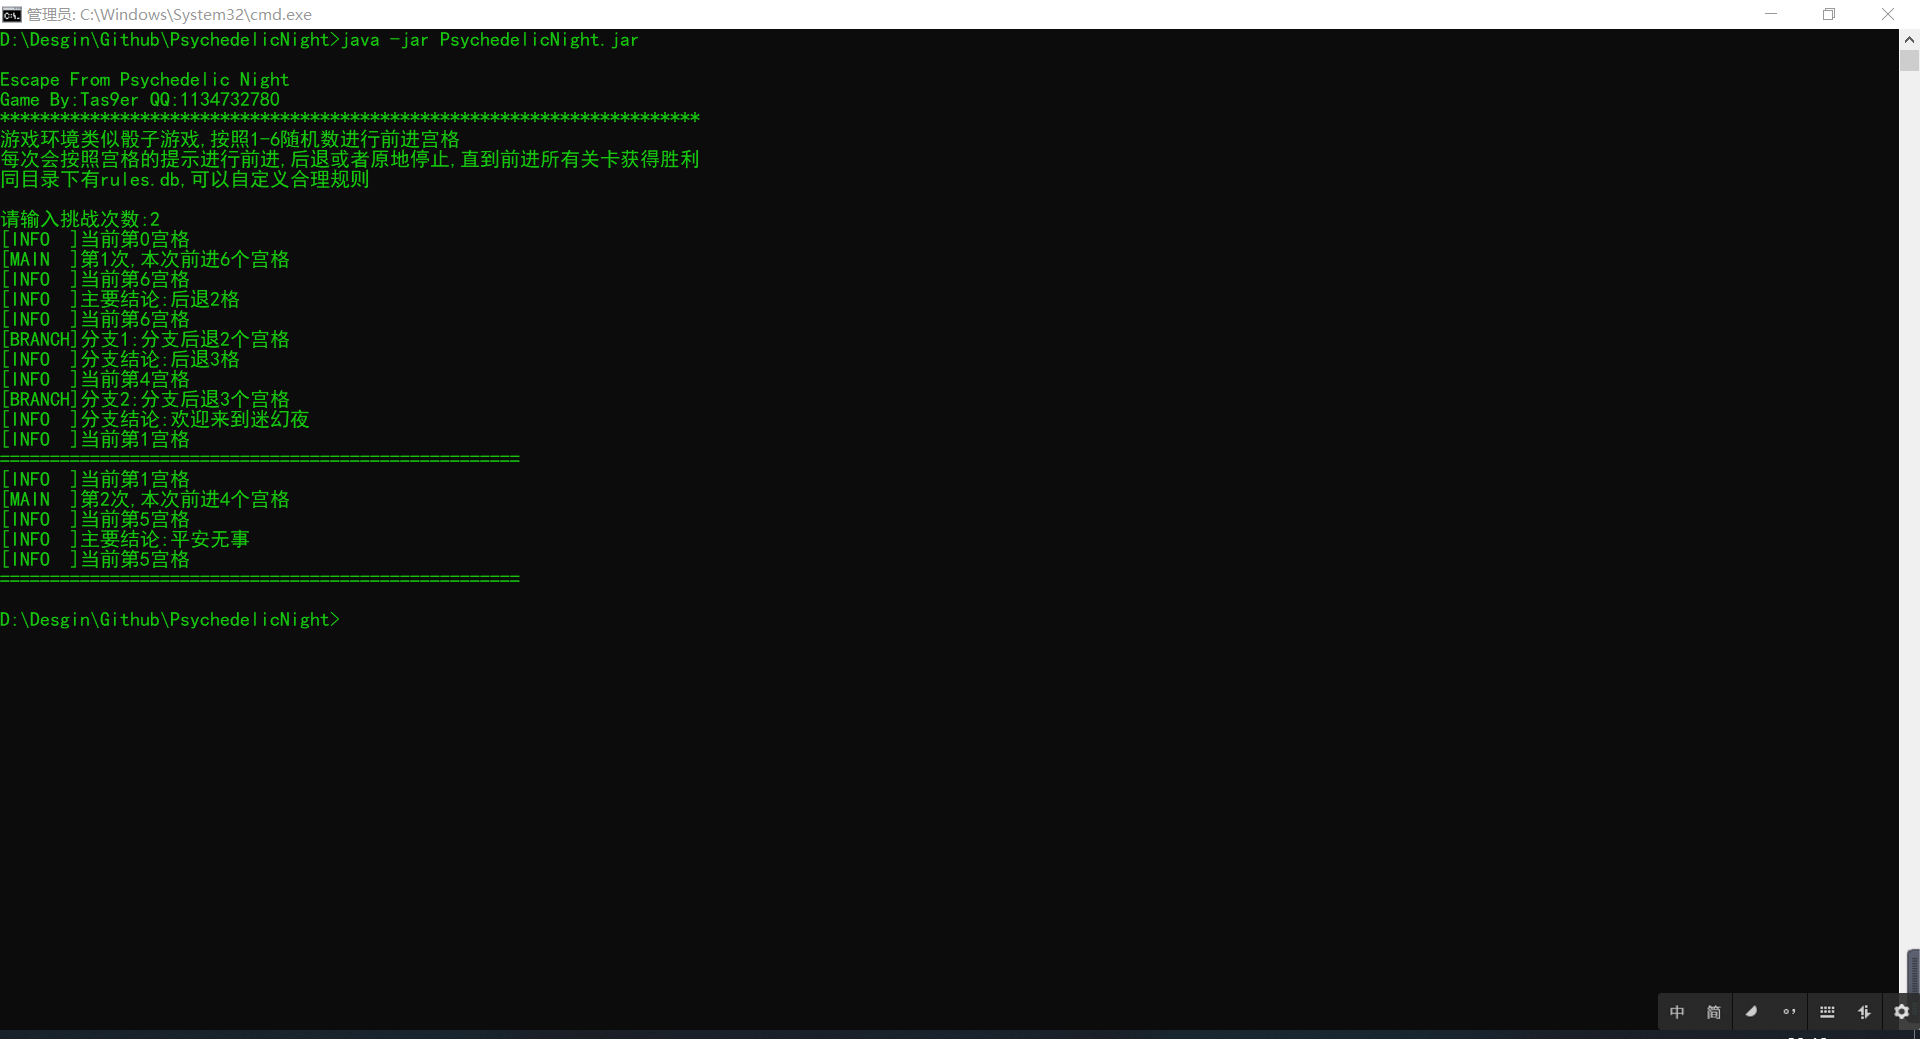 管理员: C:\Windows\System32\cmd.exe
D:\Desgin\Github\PsychedelicNight>java -jar PsychedelicNight.jar
Escape From Psychedelic Night
Game By:Tas9er QQ:1134732780
**********************************************************************
游戏环境类似骰子游戏,按照1-6随机数进行前进宫格
每次会按照宫格的提示进行前进,后退或者原地停止,直到前进所有关卡获得胜利
同目录下有rules.db,可以自定义合理规则
请输入挑战次数:2
[INFO  ]当前第0宫格
[MAIN  ]第1次,本次前进6个宫格
[INFO  ]当前第6宫格
[INFO  ]主要结论:后退2格
[INFO  ]当前第6宫格
[BRANCH]分支1:分支后退2个宫格
[INFO  ]分支结论:后退3格
[INFO  ]当前第4宫格
[BRANCH]分支2:分支后退3个宫格
[INFO  ]分支结论:欢迎来到迷幻夜
[INFO  ]当前第1宫格
====================================================
[INFO  ]当前第1宫格
[MAIN  ]第2次,本次前进4个宫格
[INFO  ]当前第5宫格
[INFO  ]主要结论:平安无事
[INFO  ]当前第5宫格
====================================================
D:\Desgin\Github\PsychedelicNight>
中 简